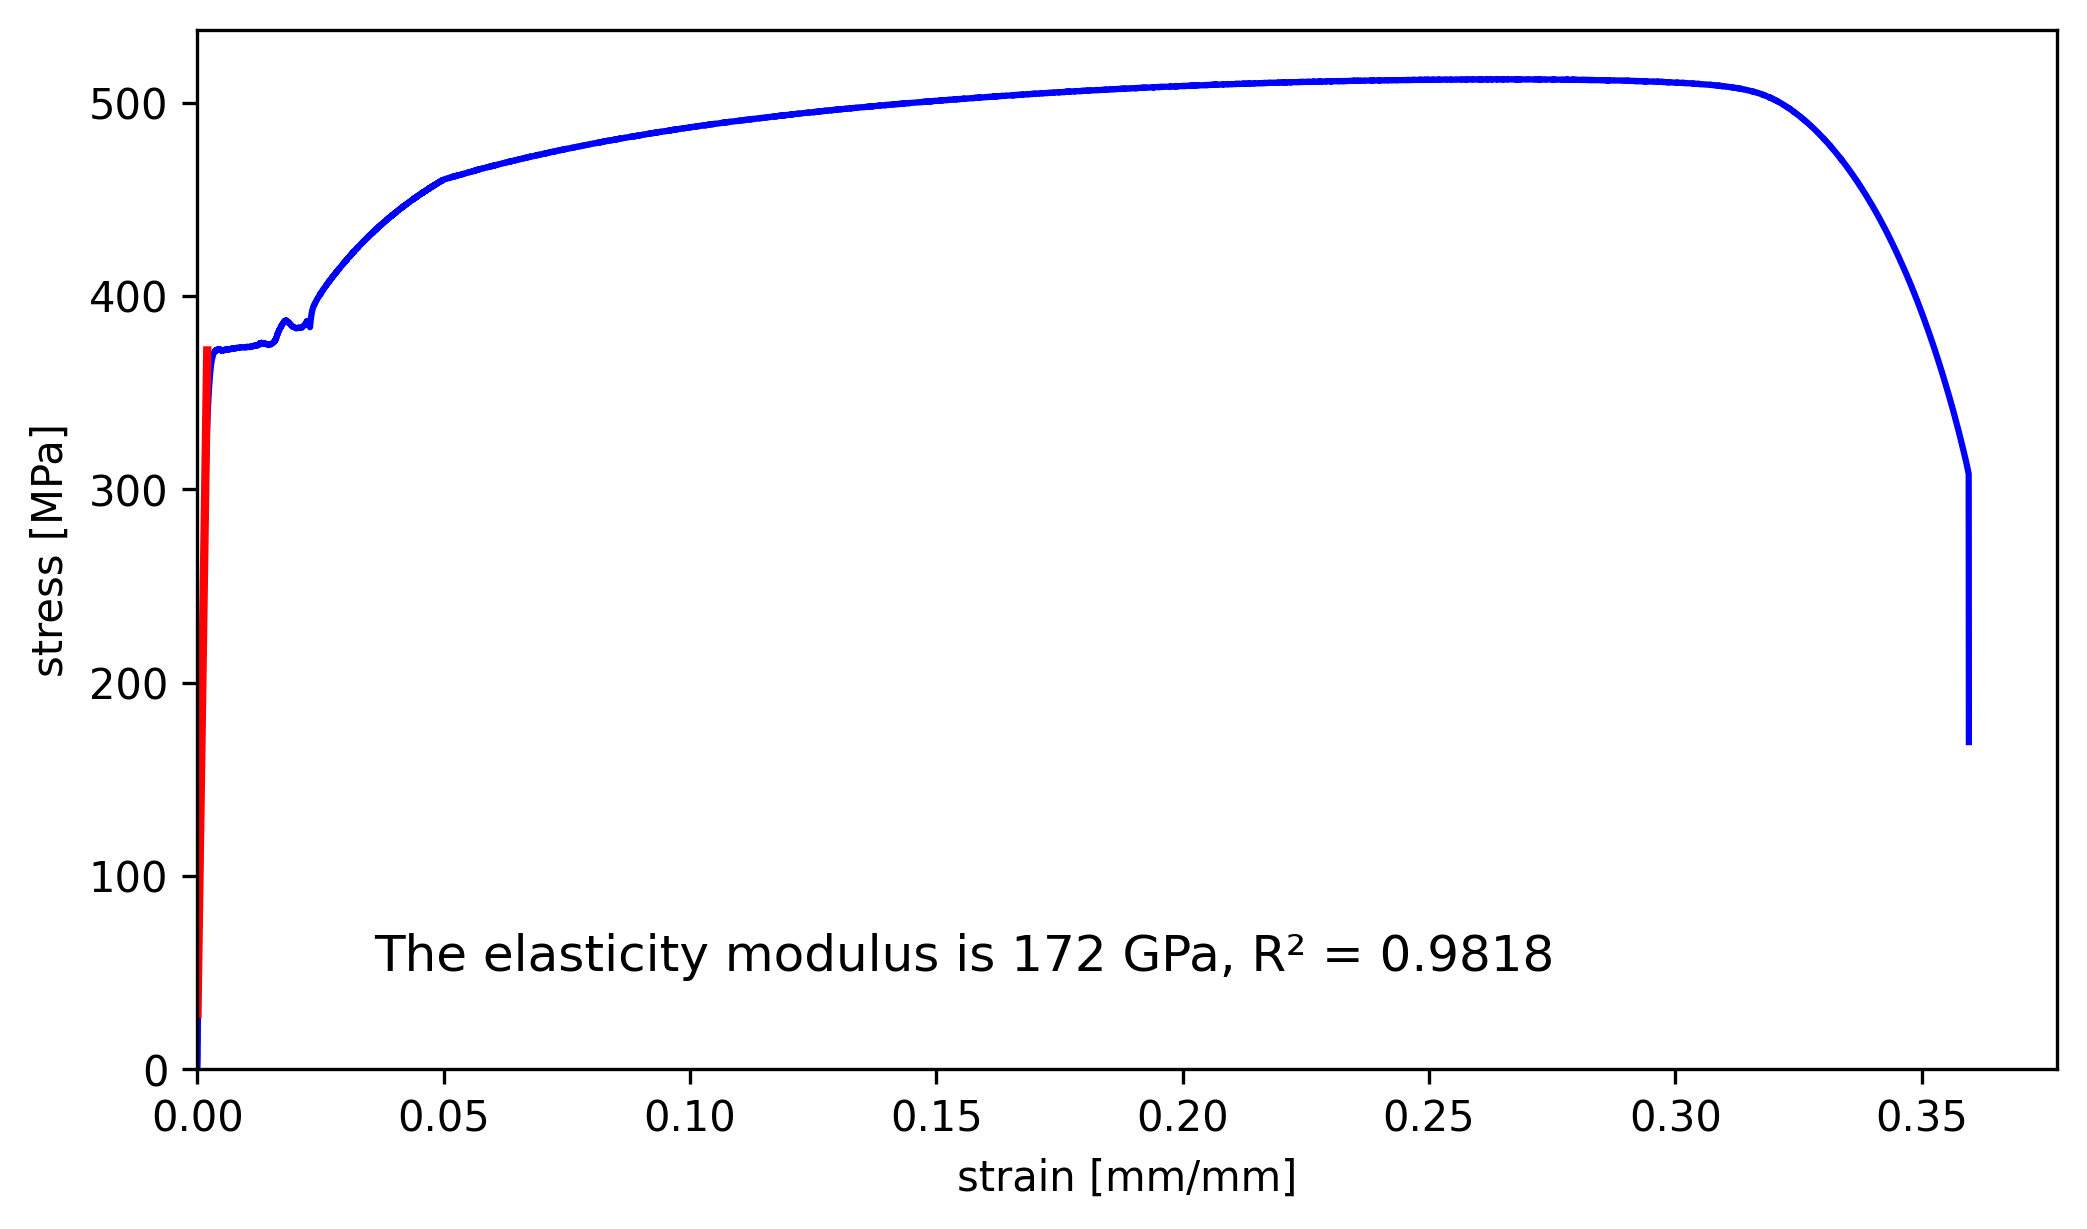 500
400
300
200
100
0
stress [MPa]
The elasticity modulus is 172 GPa, R² = 0.9818
0.00 0.05 0.10 0.15 0.20 0.25 0.30 0.35
strain [mm/mm]